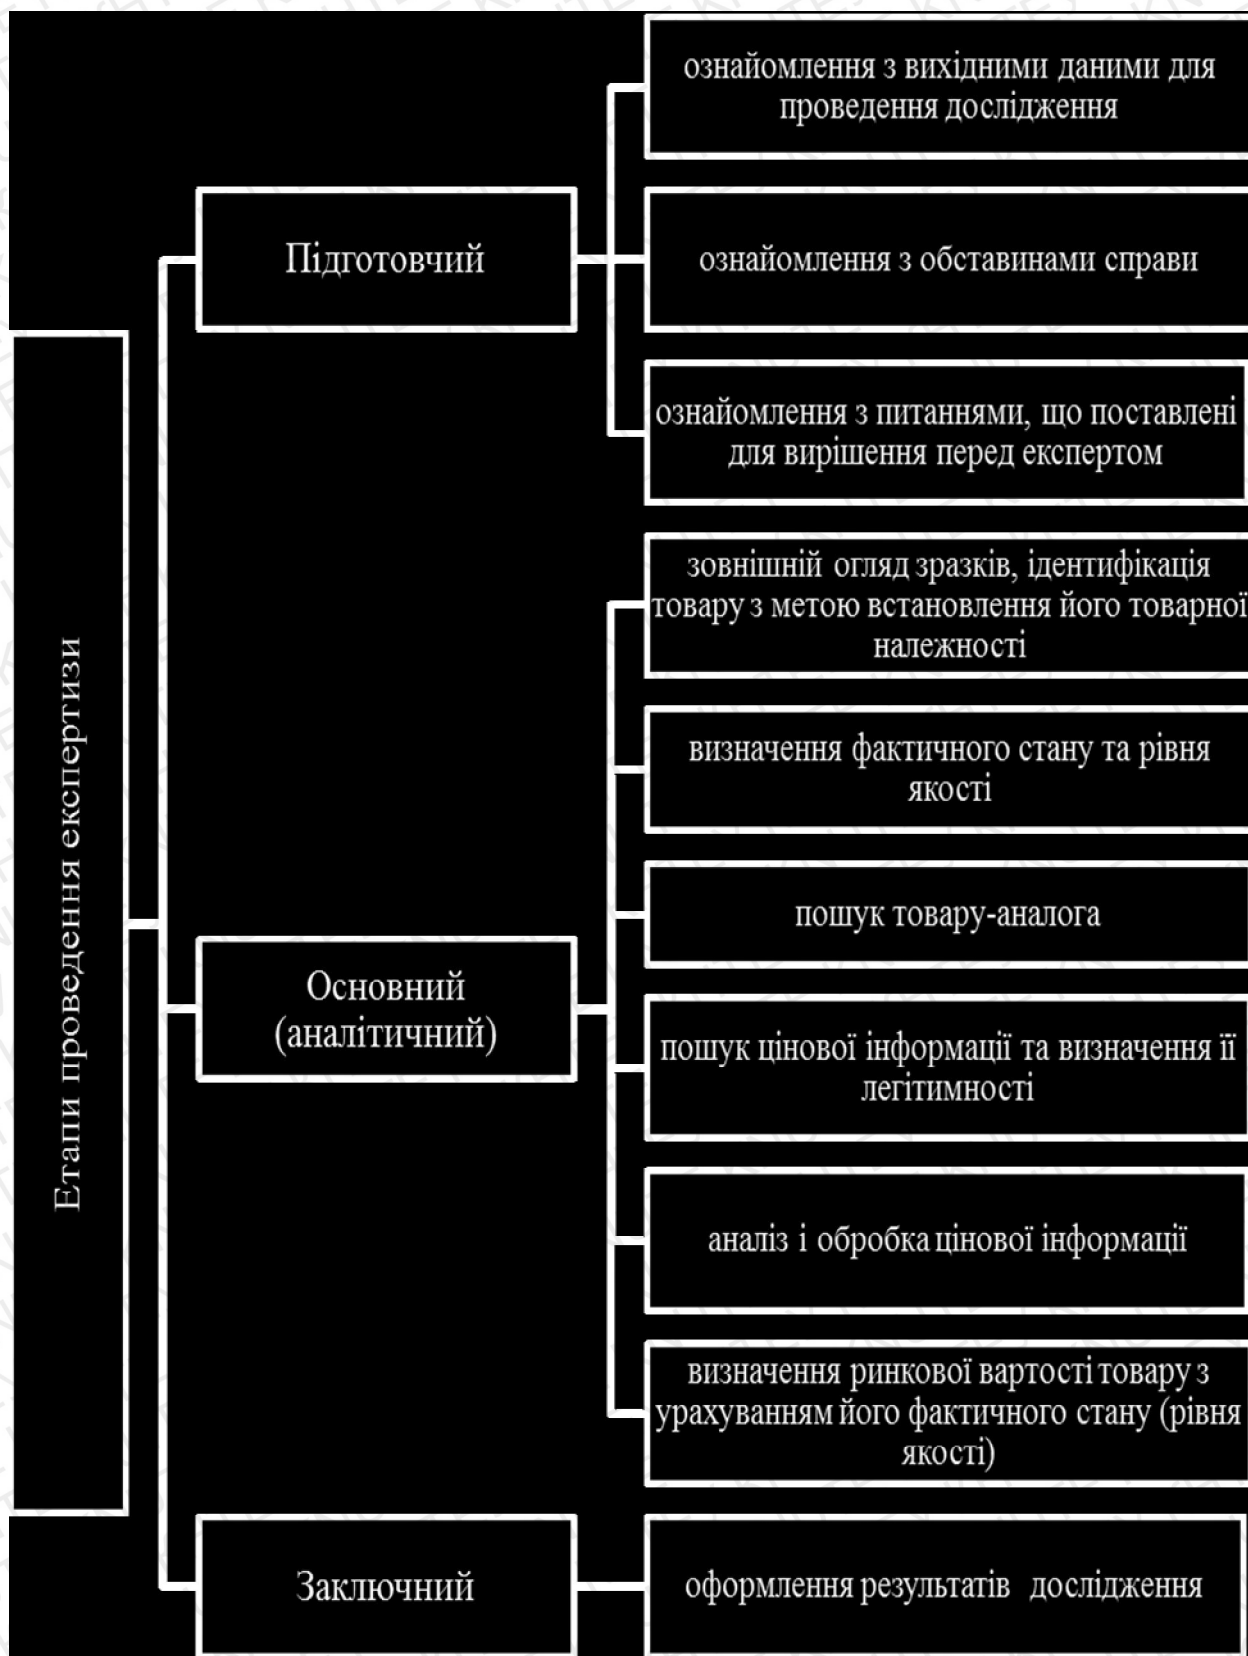 Етапи проведення експертизи
Підготовчий
ознайомлення з вихідними даними для
проведення дослідження
ознайомлення з обставинами справи
ознайомлення з питаннями, що поставлені
для вирішення перед експертом
Основний
(аналітичний)
зовнішній огляд зразків, ідентифікація
товару з метою встановлення його товарної
належності
визначення фактичного стану та рівня
якості
пошук товару-аналога
пошук цінової інформації та визначення її
легітимності
аналіз і обробка цінової інформації
визначення ринкової вартості товару з
урахуванням його фактичного стану (рівня
якості)
Заключний
оформлення результатів дослідження